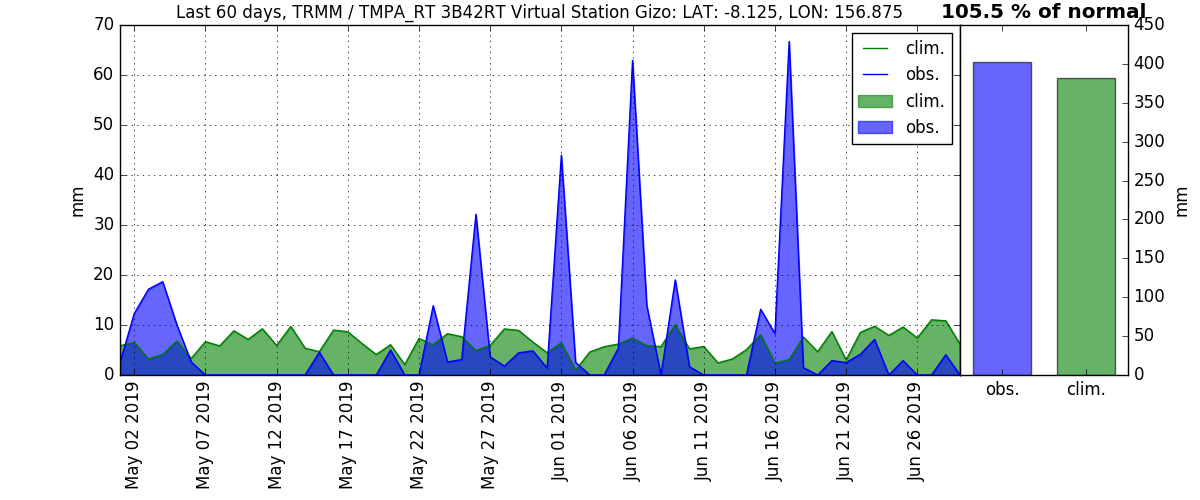 Last 60 days, TRMM / TMPA_RT 3B42RT Virtual Station Gizo: LAT: -8.125, LON: 156.875
105.5 % of normal
70
60
50
40
30
20
10
0
mm
clim.
obs.
clim.
obs.
May 02 2019
May 07 2019
May 12 2019
May 17 2019
May 22 2019
May 27 2019
Jun 01 2019
Jun 06 2019
Jun 11 2019
Jun 16 2019
Jun 21 2019
Jun 26 2019
450
400
350
300
250
200
150
100
50
0
mm
obs.
clim.